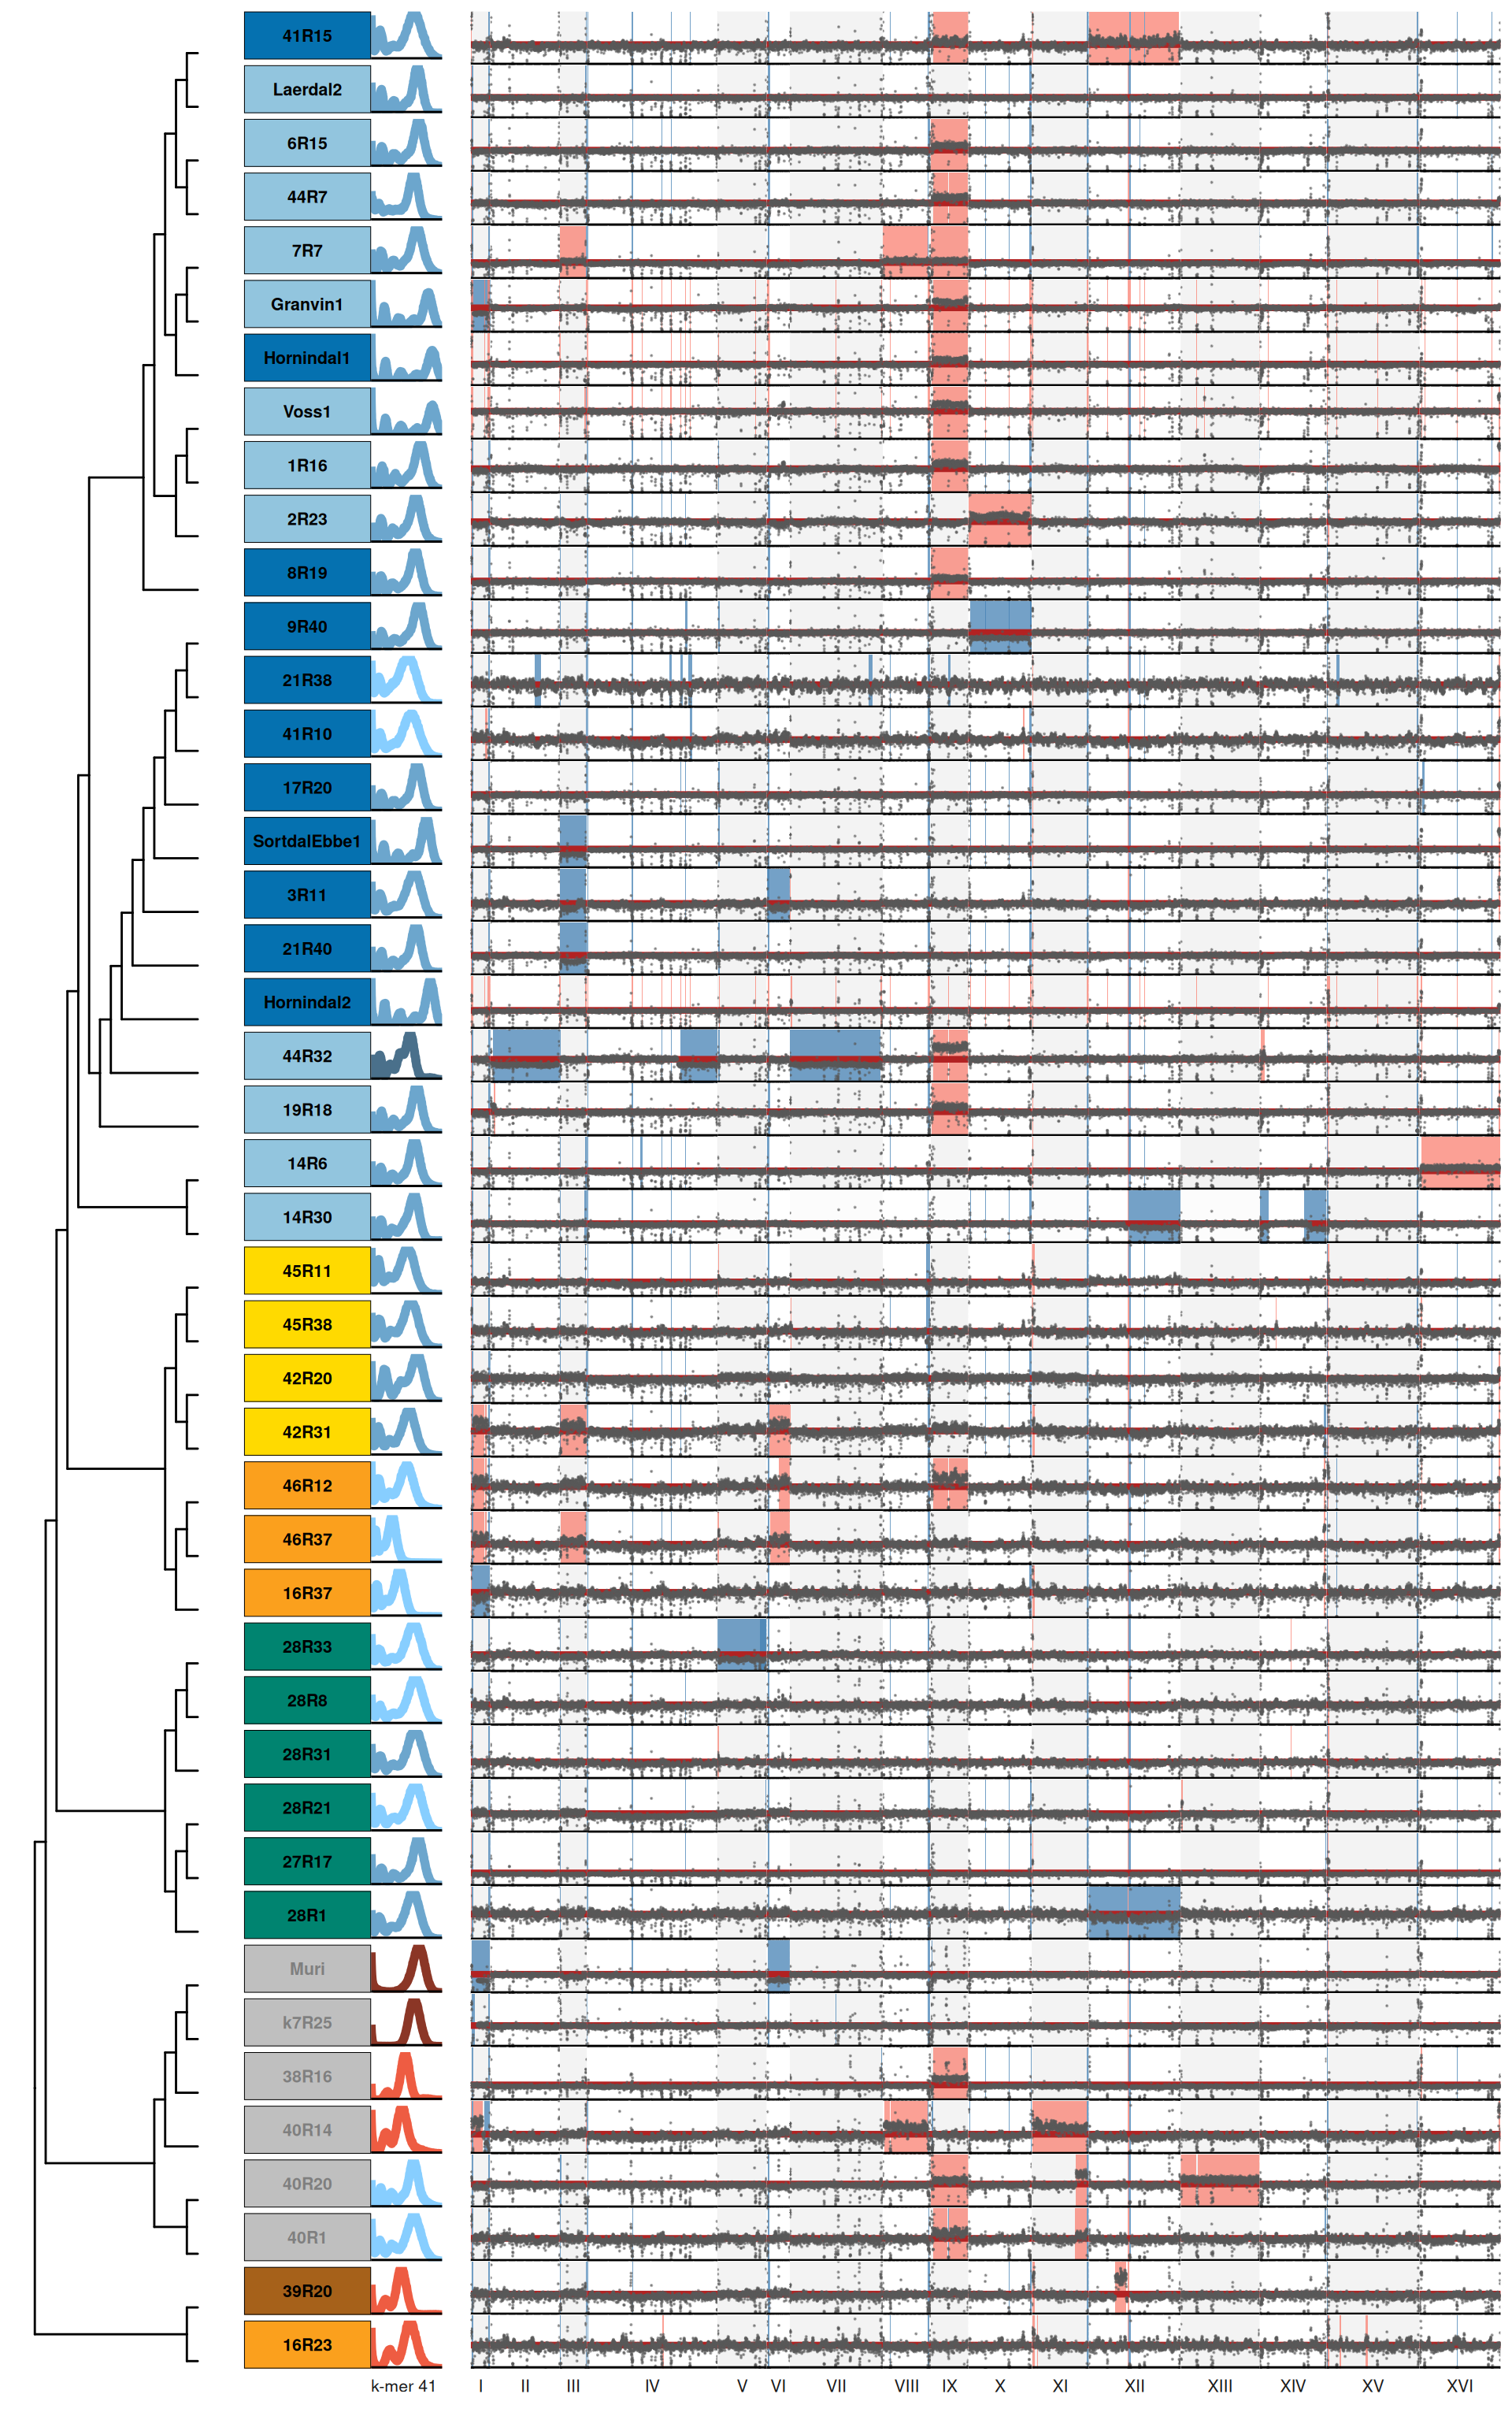 41R15
Laerdal2
6R15
44R7
7R7
Granvin1
Hornindal1
Voss1
1R16
2R23
8R19
9R40
21R38
41R10
17R20
SortdalEbbe1
3R11
21R40
Hornindal2
44R32
19R18
14R6
14R30
45R11
45R38
42R20
42R31
46R12
46R37
16R37
28R33
28R8
28R31
28R21
27R17
28R1
Muri
k7R25
38R16
40R14
40R20
40R1
39R20
16R23
k-mer 41 I II III IV V VI VII VIII IX X XI XII XIII XIV XV XVI